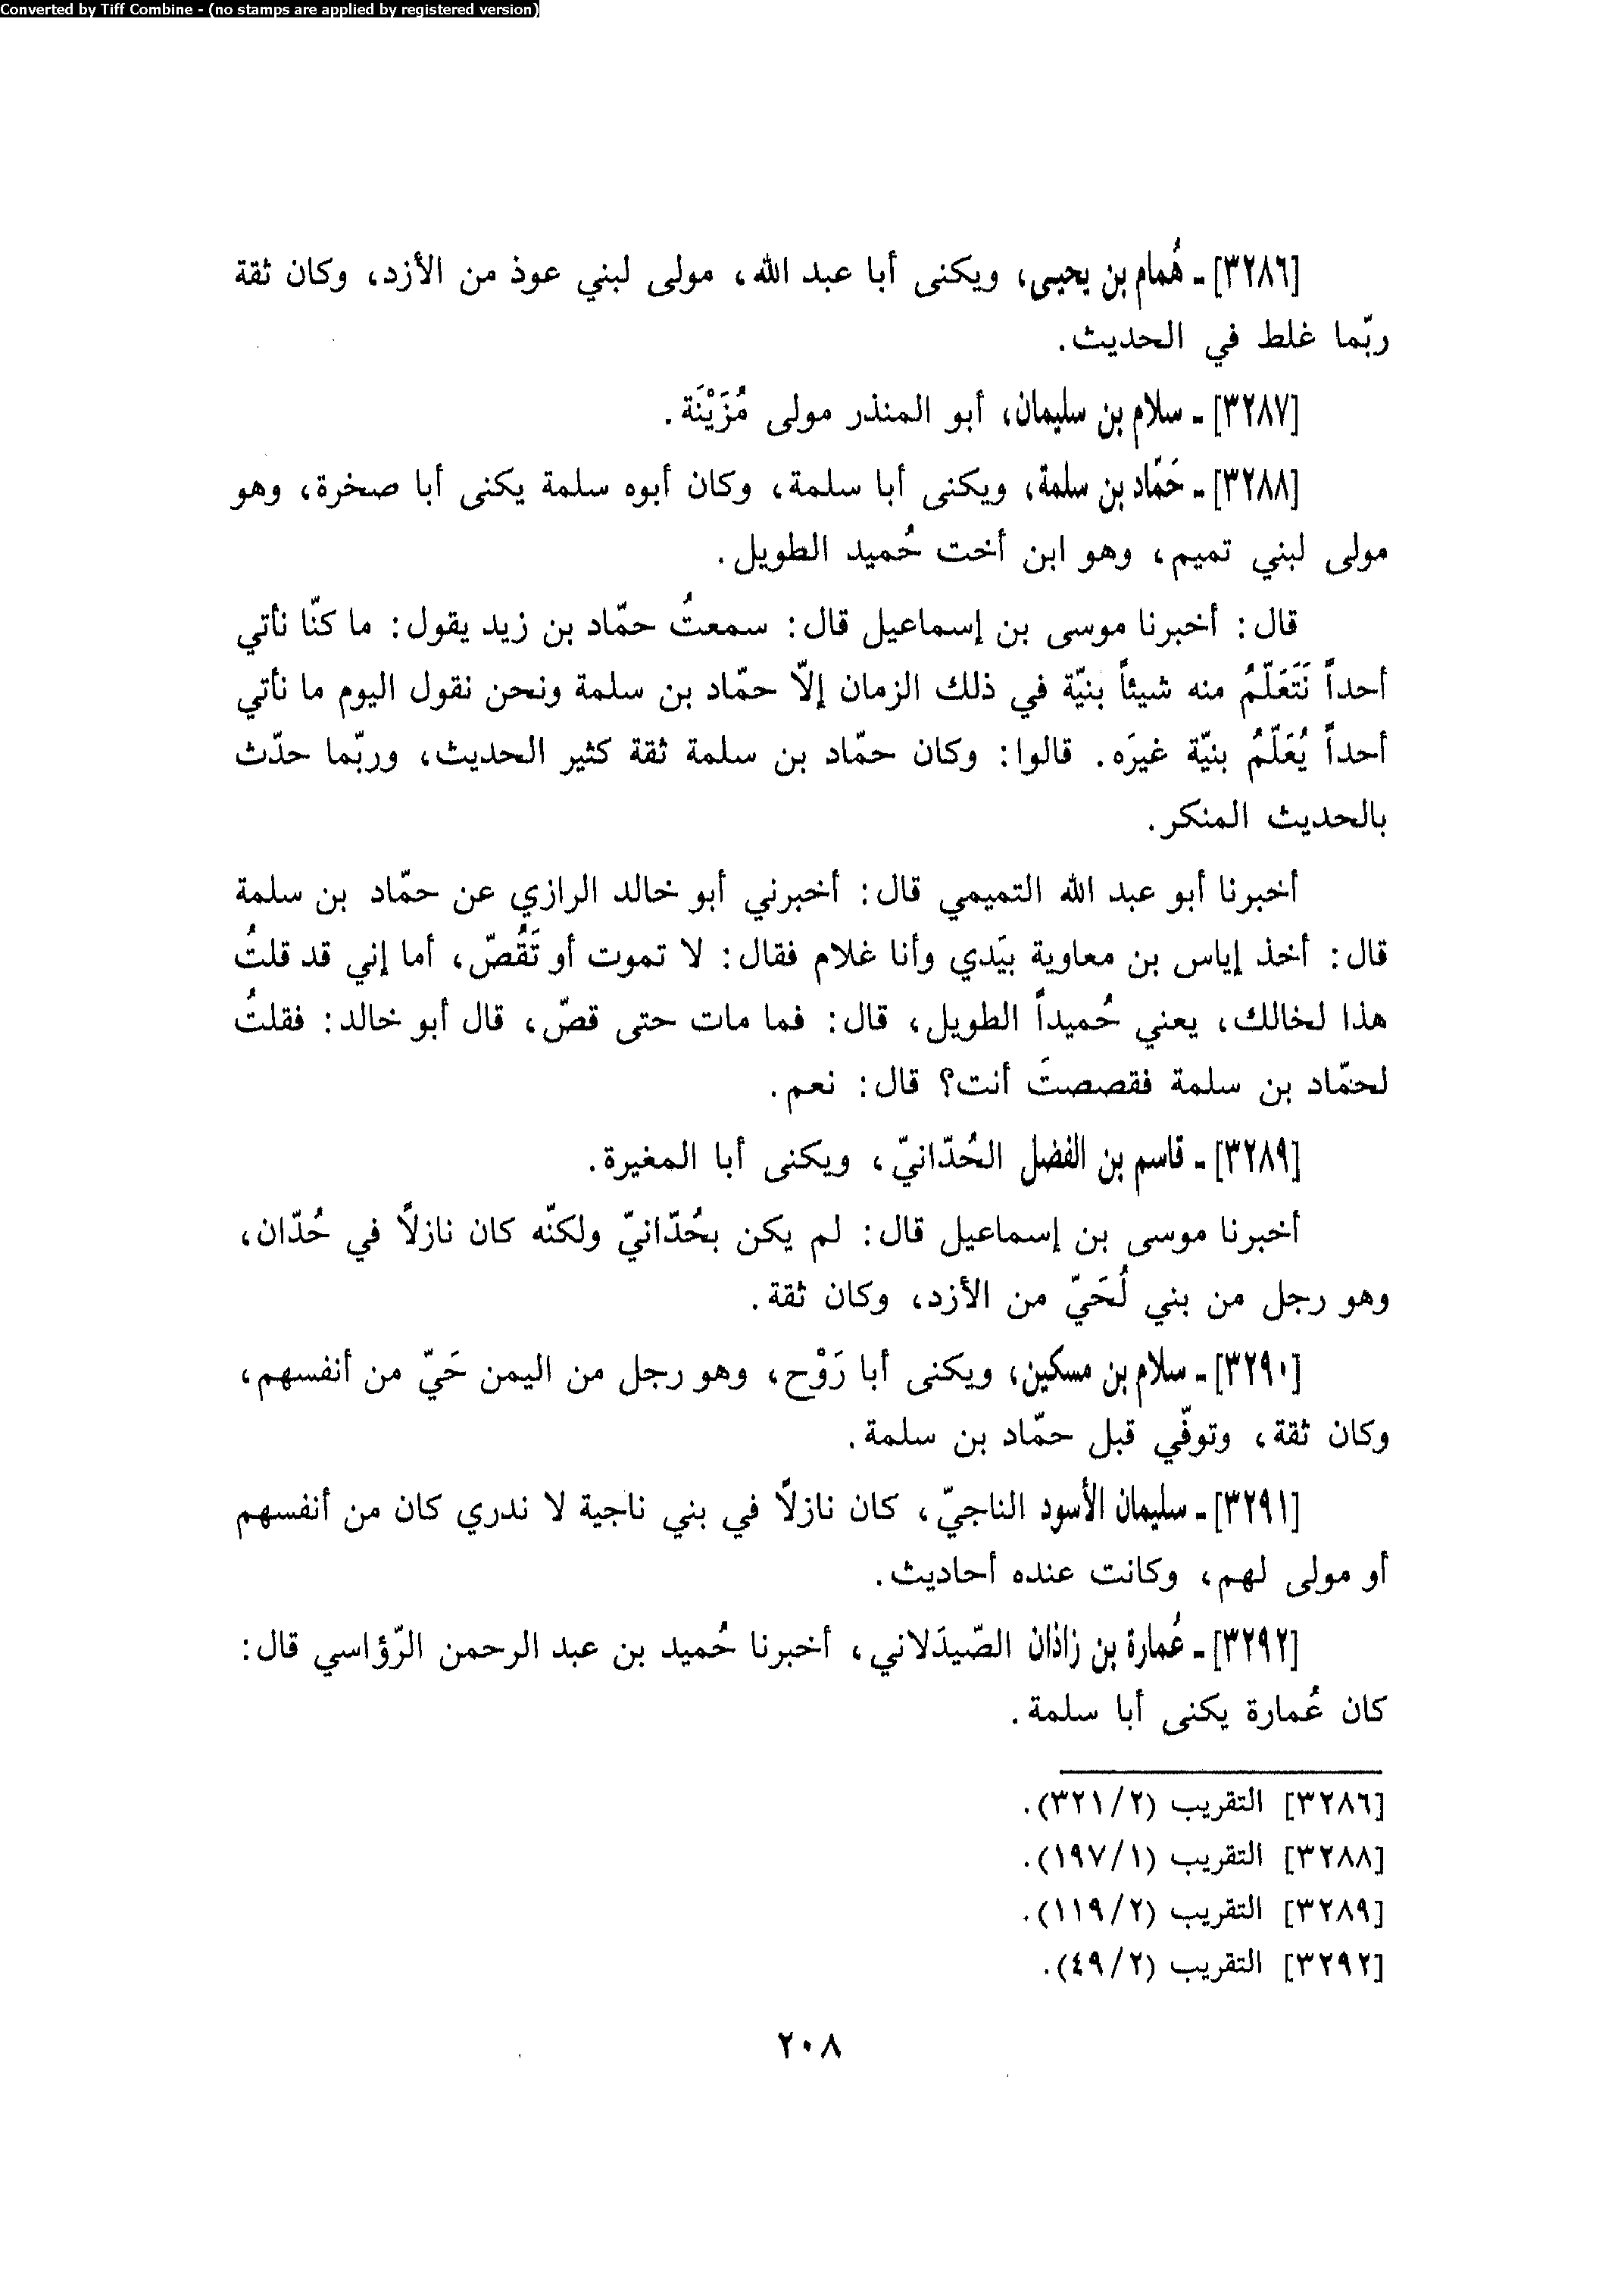 Converted by Tiff Combine - (no stamps are applied by registered version)
[٣٢٨٦] ـ هُمام بن يحيى، ويكنى أبا عبد الله، مولى لبني عوذ من الأزد، وكان ثقة
ربّما غلط في الحديث.
[٣٢٨٧] ـ سلام بن سليمان، أبو المنذر مولى مُزَيْنَة.
[٣٢٨٨] ـ حَمّاد بن سلمة، ويكنى أبا سلمة، وكان أبوه سلمة يكنى أبا صخرة، وهو
مولى لبني تميم، وهو ابن أخت حُميد الطويل.
قال: أخبرنا موسى بن إسماعيل قال: سمعتُ حمّاد بن زيد يقول: ما كنّا نأتي
أحداً نَتَعَلّمُ منه شيئاً بنيّة في ذلك الزمان إلاّ حمّاد بن سلمة ونحن نقول اليوم ما نأتي
أحداً يُعَلّمُ بنيّة غيرَه. قالوا: وكان حمّاد بن سلمة ثقة كثير الحديث، وربّما حدّث
بالحديث المنكر.
أخبرنا أبو عبد الله التميمي قال: أخبرني أبو خالد الرازي عن حمّاد بن سلمة
قال: أخذ إياس بن معاوية بيَدي وأنا غلام فقال: لا تموت أو تَقُصّ، أما إني قد قلتُ
هذا لخالك، يعني حُميداً الطويل، قال: فما مات حتى قصّ، قال أبو خالد: فقلتُ
لحمّاد بن سلمة فقصصتَ أنت؟ قال: نعم.
[٣٢٨٩] ـ قاسم بن الفضل الحُدّانيّ، ويكنى أبا المغيرة.
أخبرنا موسى بن إسماعيل قال: لم يكن بحُدّانيّ ولكنّه كان نازلاً في حُدّان،
وهو رجل من بني لُحَيّ من الأزد، وكان ثقة.
[٣٢٩٠] ـ سلام بن مسكين، ويكنى أبا رَوْح، وهو رجل من اليمن حَيّ من أنفسهم،
وكان ثقة، وتوفّي قبل حمّاد بن سلمة.
[٣٢٩١] ـ سليمان الأسود الناجيّ، كان نازلاً في بني ناجية لا ندري كان من أنفسهم
أو مولى لهم، وكانت عنده أحاديث.
[٣٢٩٢] ـ عُمارة بن زاذان الصّيدَلاني، أخبرنا حُميد بن عبد الرحمن الرّؤاسي قال:
كان عُمارة يكنى أبا سلمة.
[٣٢٨٦] التقريب (٣٢١/٢).
[٣٢٨٨] التقريب (١٩٧/١).
[٣٢٨٩] التقريب (١١٩/٢).
[٣٢٩٢] التقريب (٤٩/٢).
٢٠٨